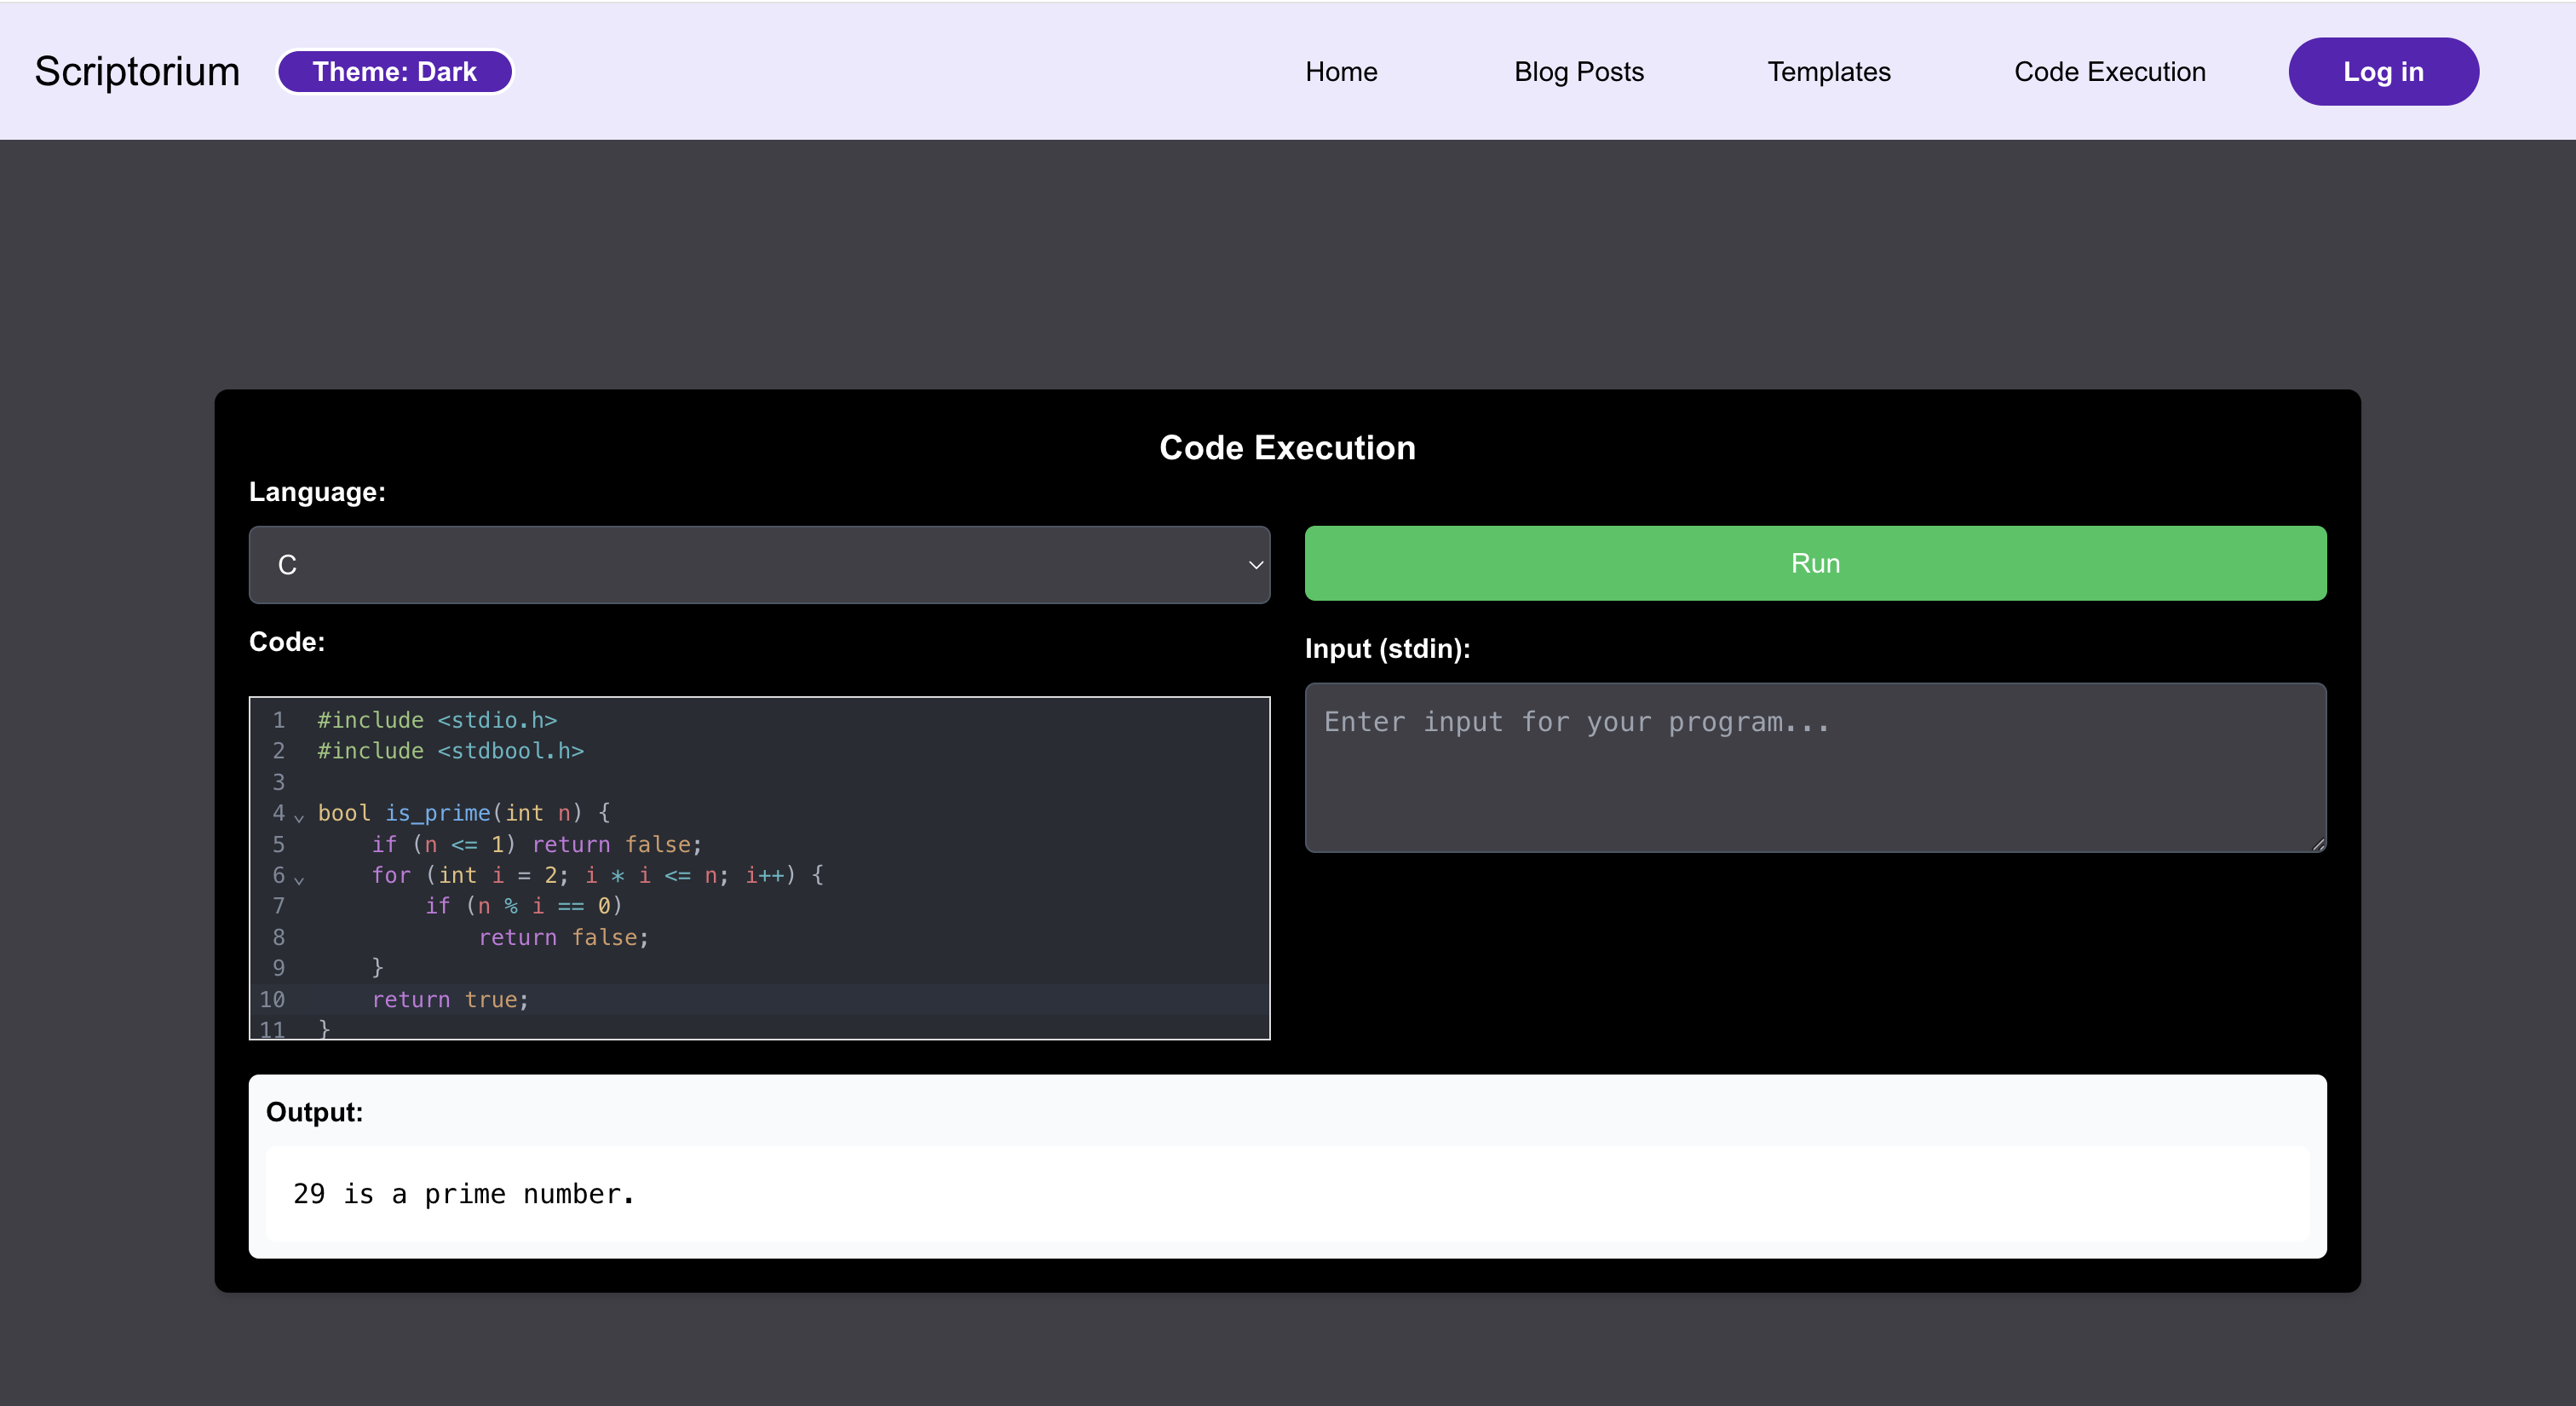 Scriptorium Theme: Dark Home Blog Posts Templates Code Execution Log in
Code Execution
Language:
C
Run
Code:
Input (stdin):
Enter input for your program...
1 #include <stdio.h>
2 #include <stdbool.h>
3
4 bool is_prime(int n) {
5     if (n <= 1) return false;
6     for (int i = 2; i * i <= n; i++) {
7         if (n % i == 0)
8             return false;
9     }
10     return true;
11 }
Output:
29 is a prime number.